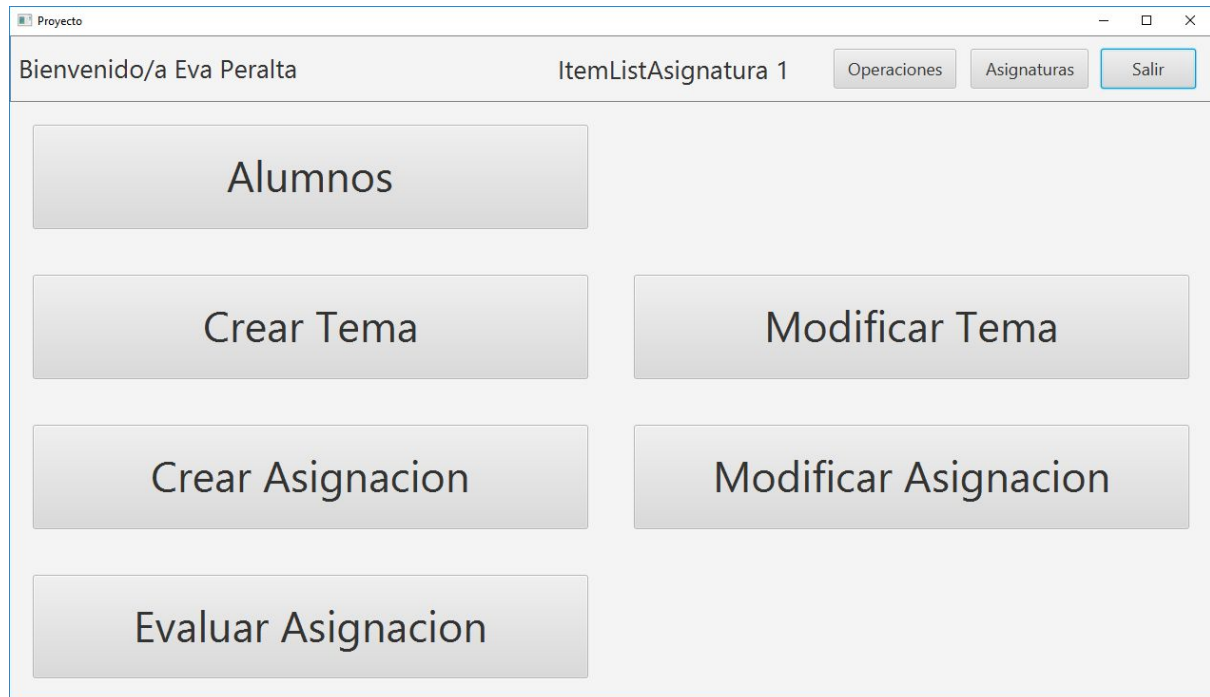 Proyecto
Bienvenido/a Eva Peralta ItemListAsignatura 1 Operaciones Asignaturas Salir
Alumnos
Crear Tema Modificar Tema
Crear Asignacion Modificar Asignacion
Evaluar Asignacion